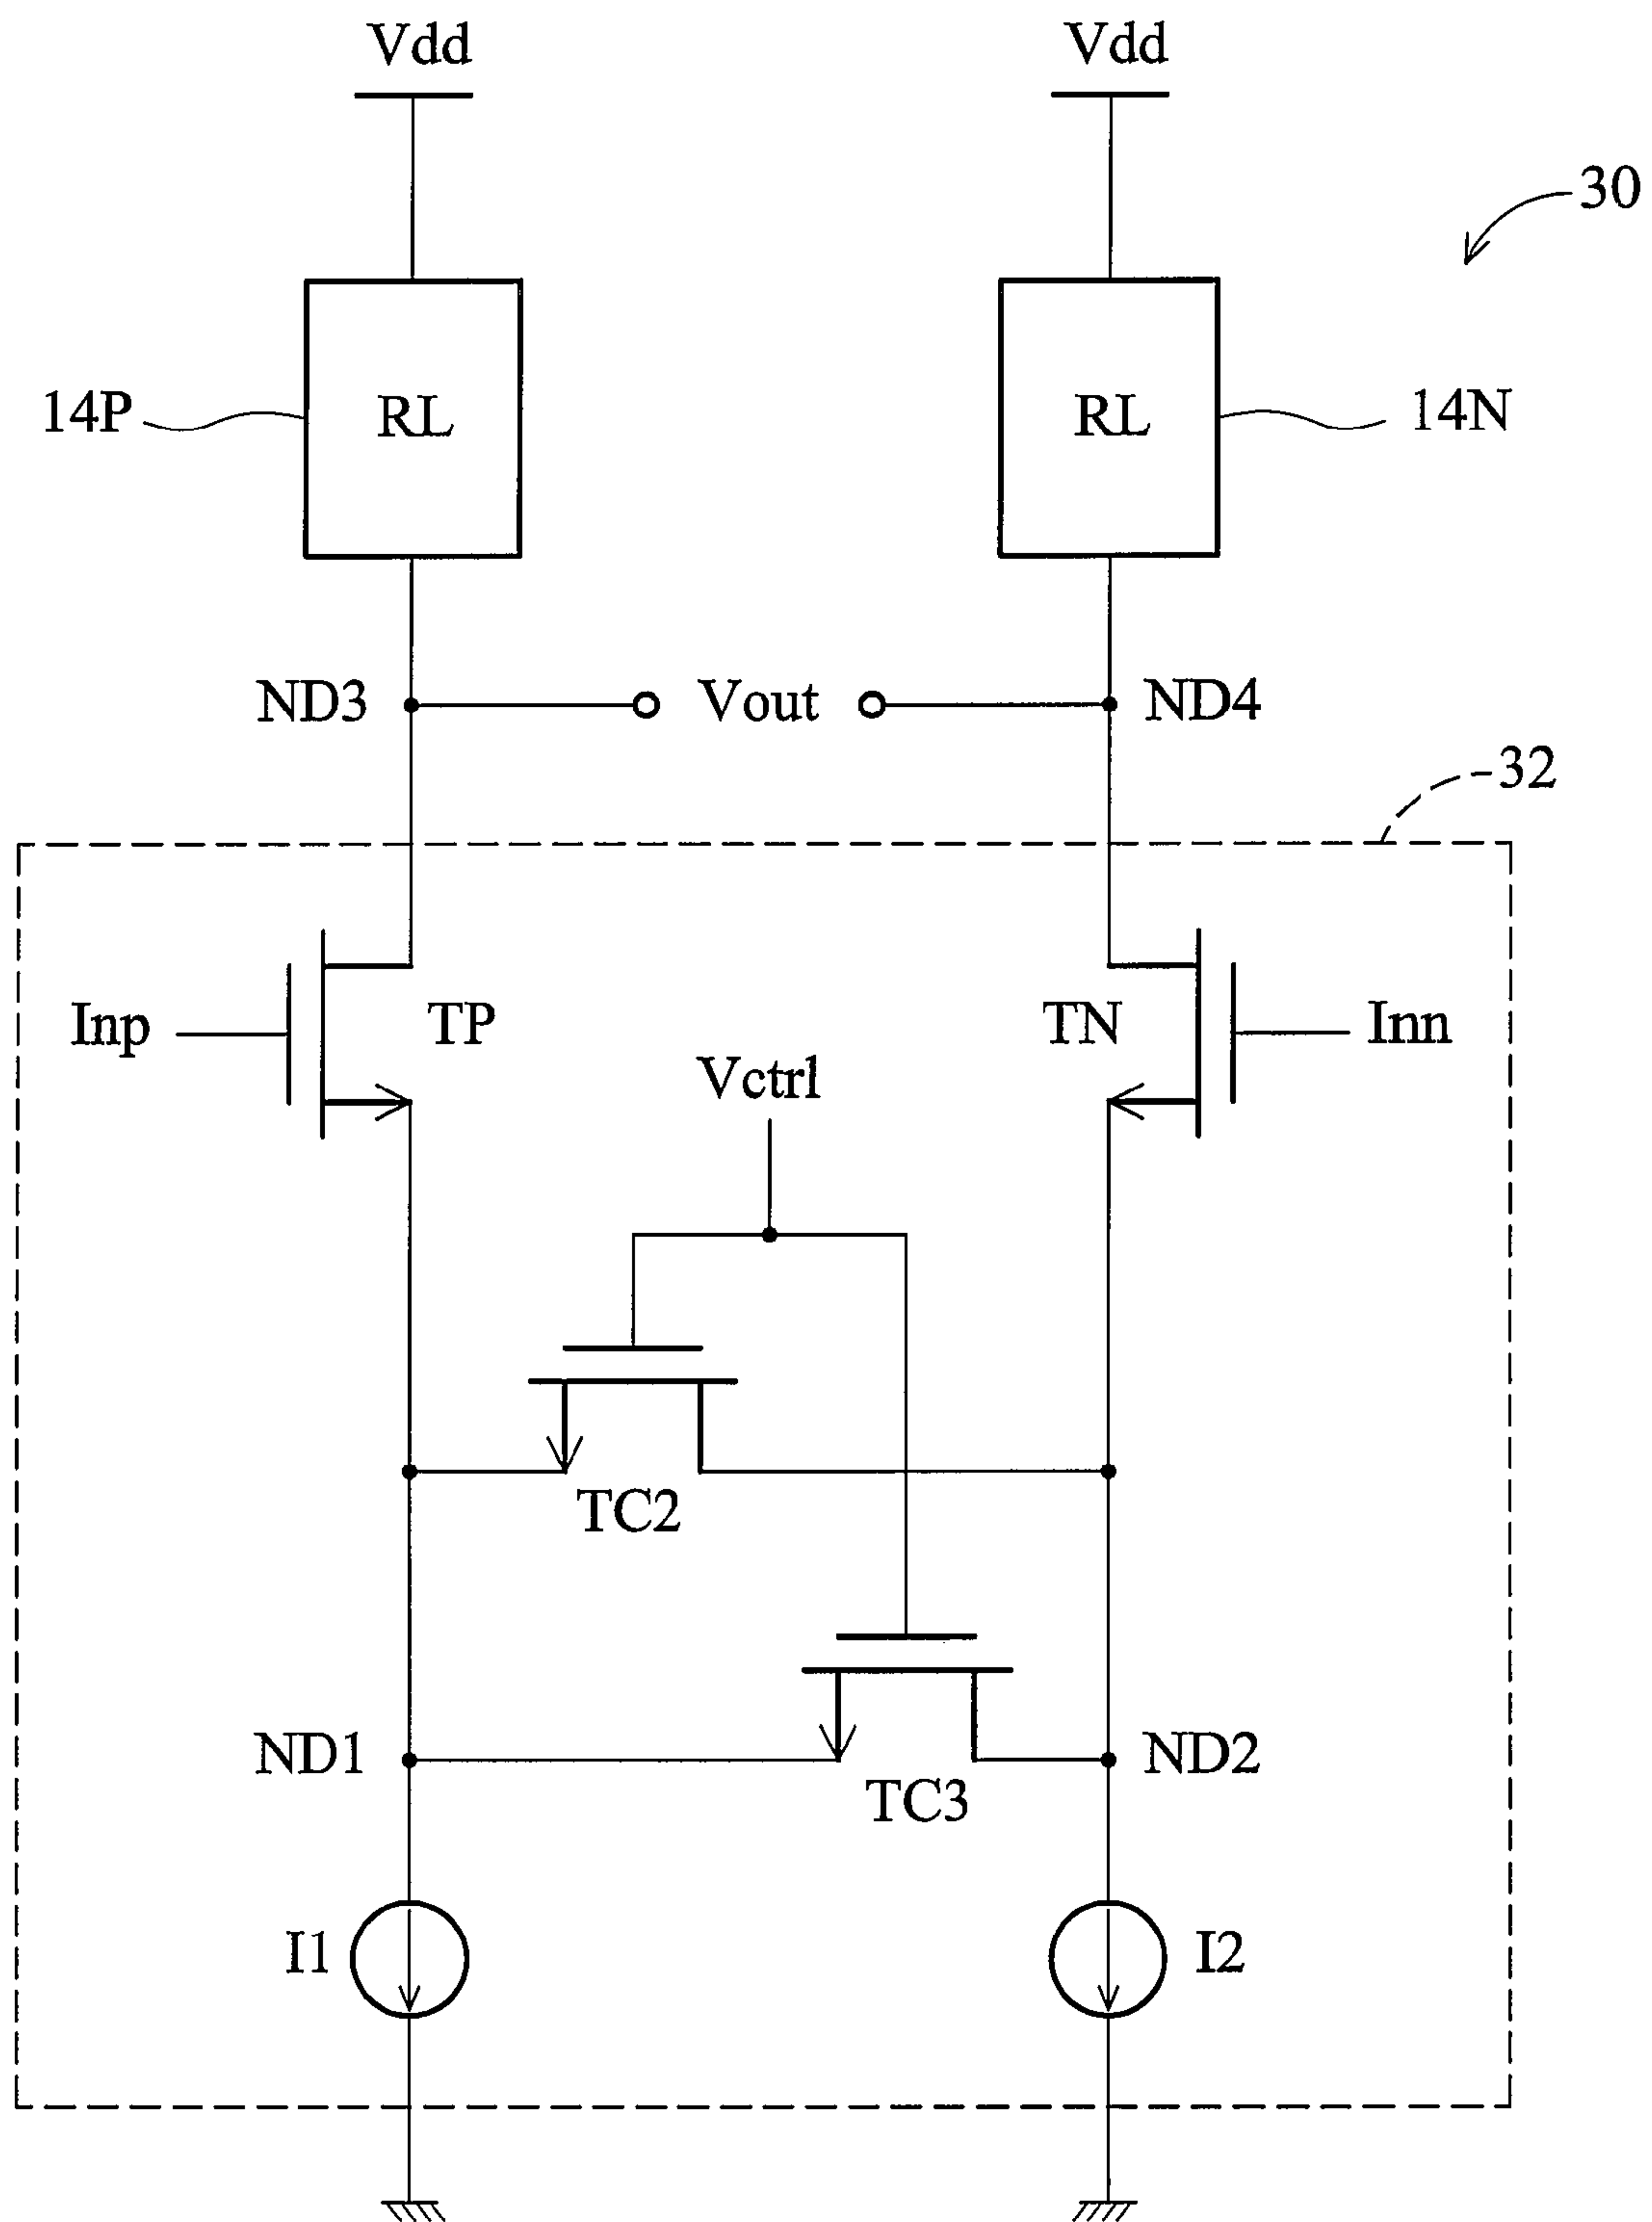 Vdd
Vdd
30
14P
RL
RL
14N
ND3
Vout
ND4
32
Inp
TP
TN
Inn
Vctrl
TC2
ND1
ND2
TC3
I1
I2